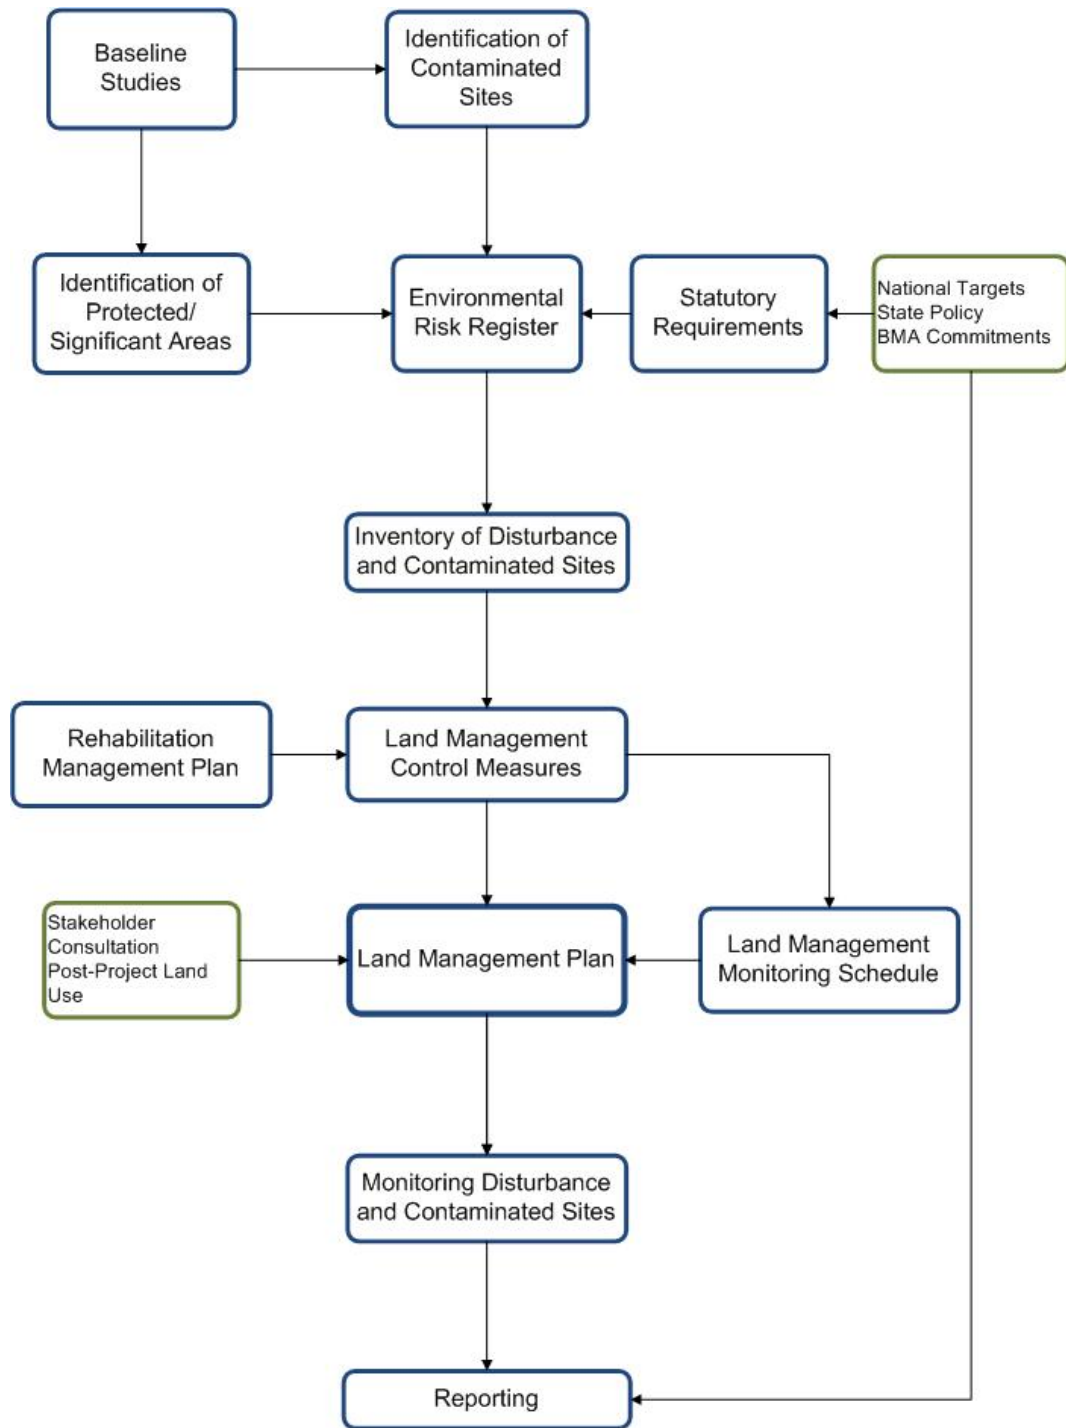 Baseline
Studies
Identification of
Contaminated
Sites
Identification of
Protected/
Significant Areas
Environmental
Risk Register
Statutory
Requirements
National Targets
State Policy
BMA Commitments
Inventory of Disturbance
and Contaminated Sites
Rehabilitation
Management Plan
Land Management
Control Measures
Stakeholder
Consultation
Post-Project Land
Use
Land Management Plan
Land Management
Monitoring Schedule
Monitoring Disturbance
and Contaminated Sites
Reporting